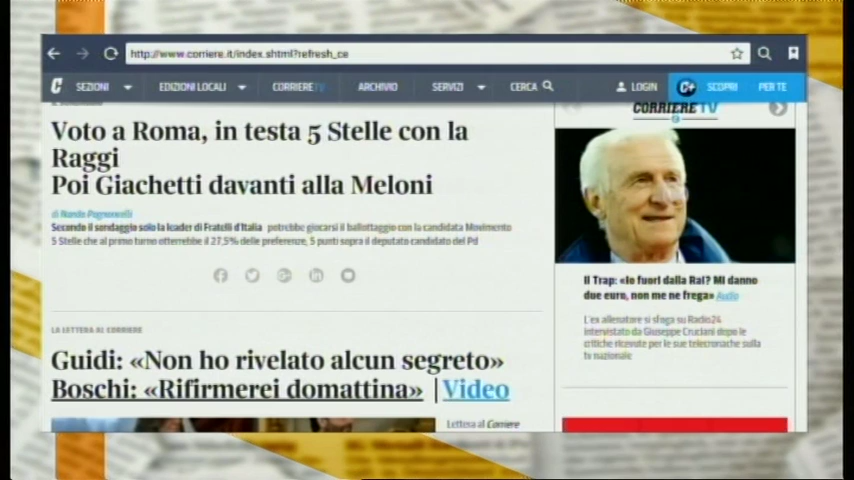 http://www.corriere.it/index.shtml?refresh_ce
C SEZIONI EDIZIONI LOCALI CORRIERETV ARCHIVIO SERVIZI CERCA LOGIN C+ SCOPRI PER TE
Voto a Roma, in testa 5 Stelle con la
Raggi
Poi Giachetti davanti alla Meloni
di Nando Pagnoncelli
Secondo il sondaggio solo la leader di Fratelli d'Italia potrebbe giocarsi il ballottaggio con la candidata Movimento
5 Stelle che al primo turno otterrebbe il 27,5% delle preferenze, 5 punti sopra il deputato candidato del Pd
LA LETTERA AL CORRIERE
Guidi: «Non ho rivelato alcun segreto»
Boschi: «Rifirmerei domattina» | Video
Lettera al Corriere
CORRIERE TV
Il Trap: «Io fuori dalla Rai? Mi danno
due euro, non me ne frega» Audio
L'ex allenatore si sfoga su Radio24
intervistato da Giuseppe Cruciani dopo le
critiche ricevute per le sue telecronache sulla
tv nazionale